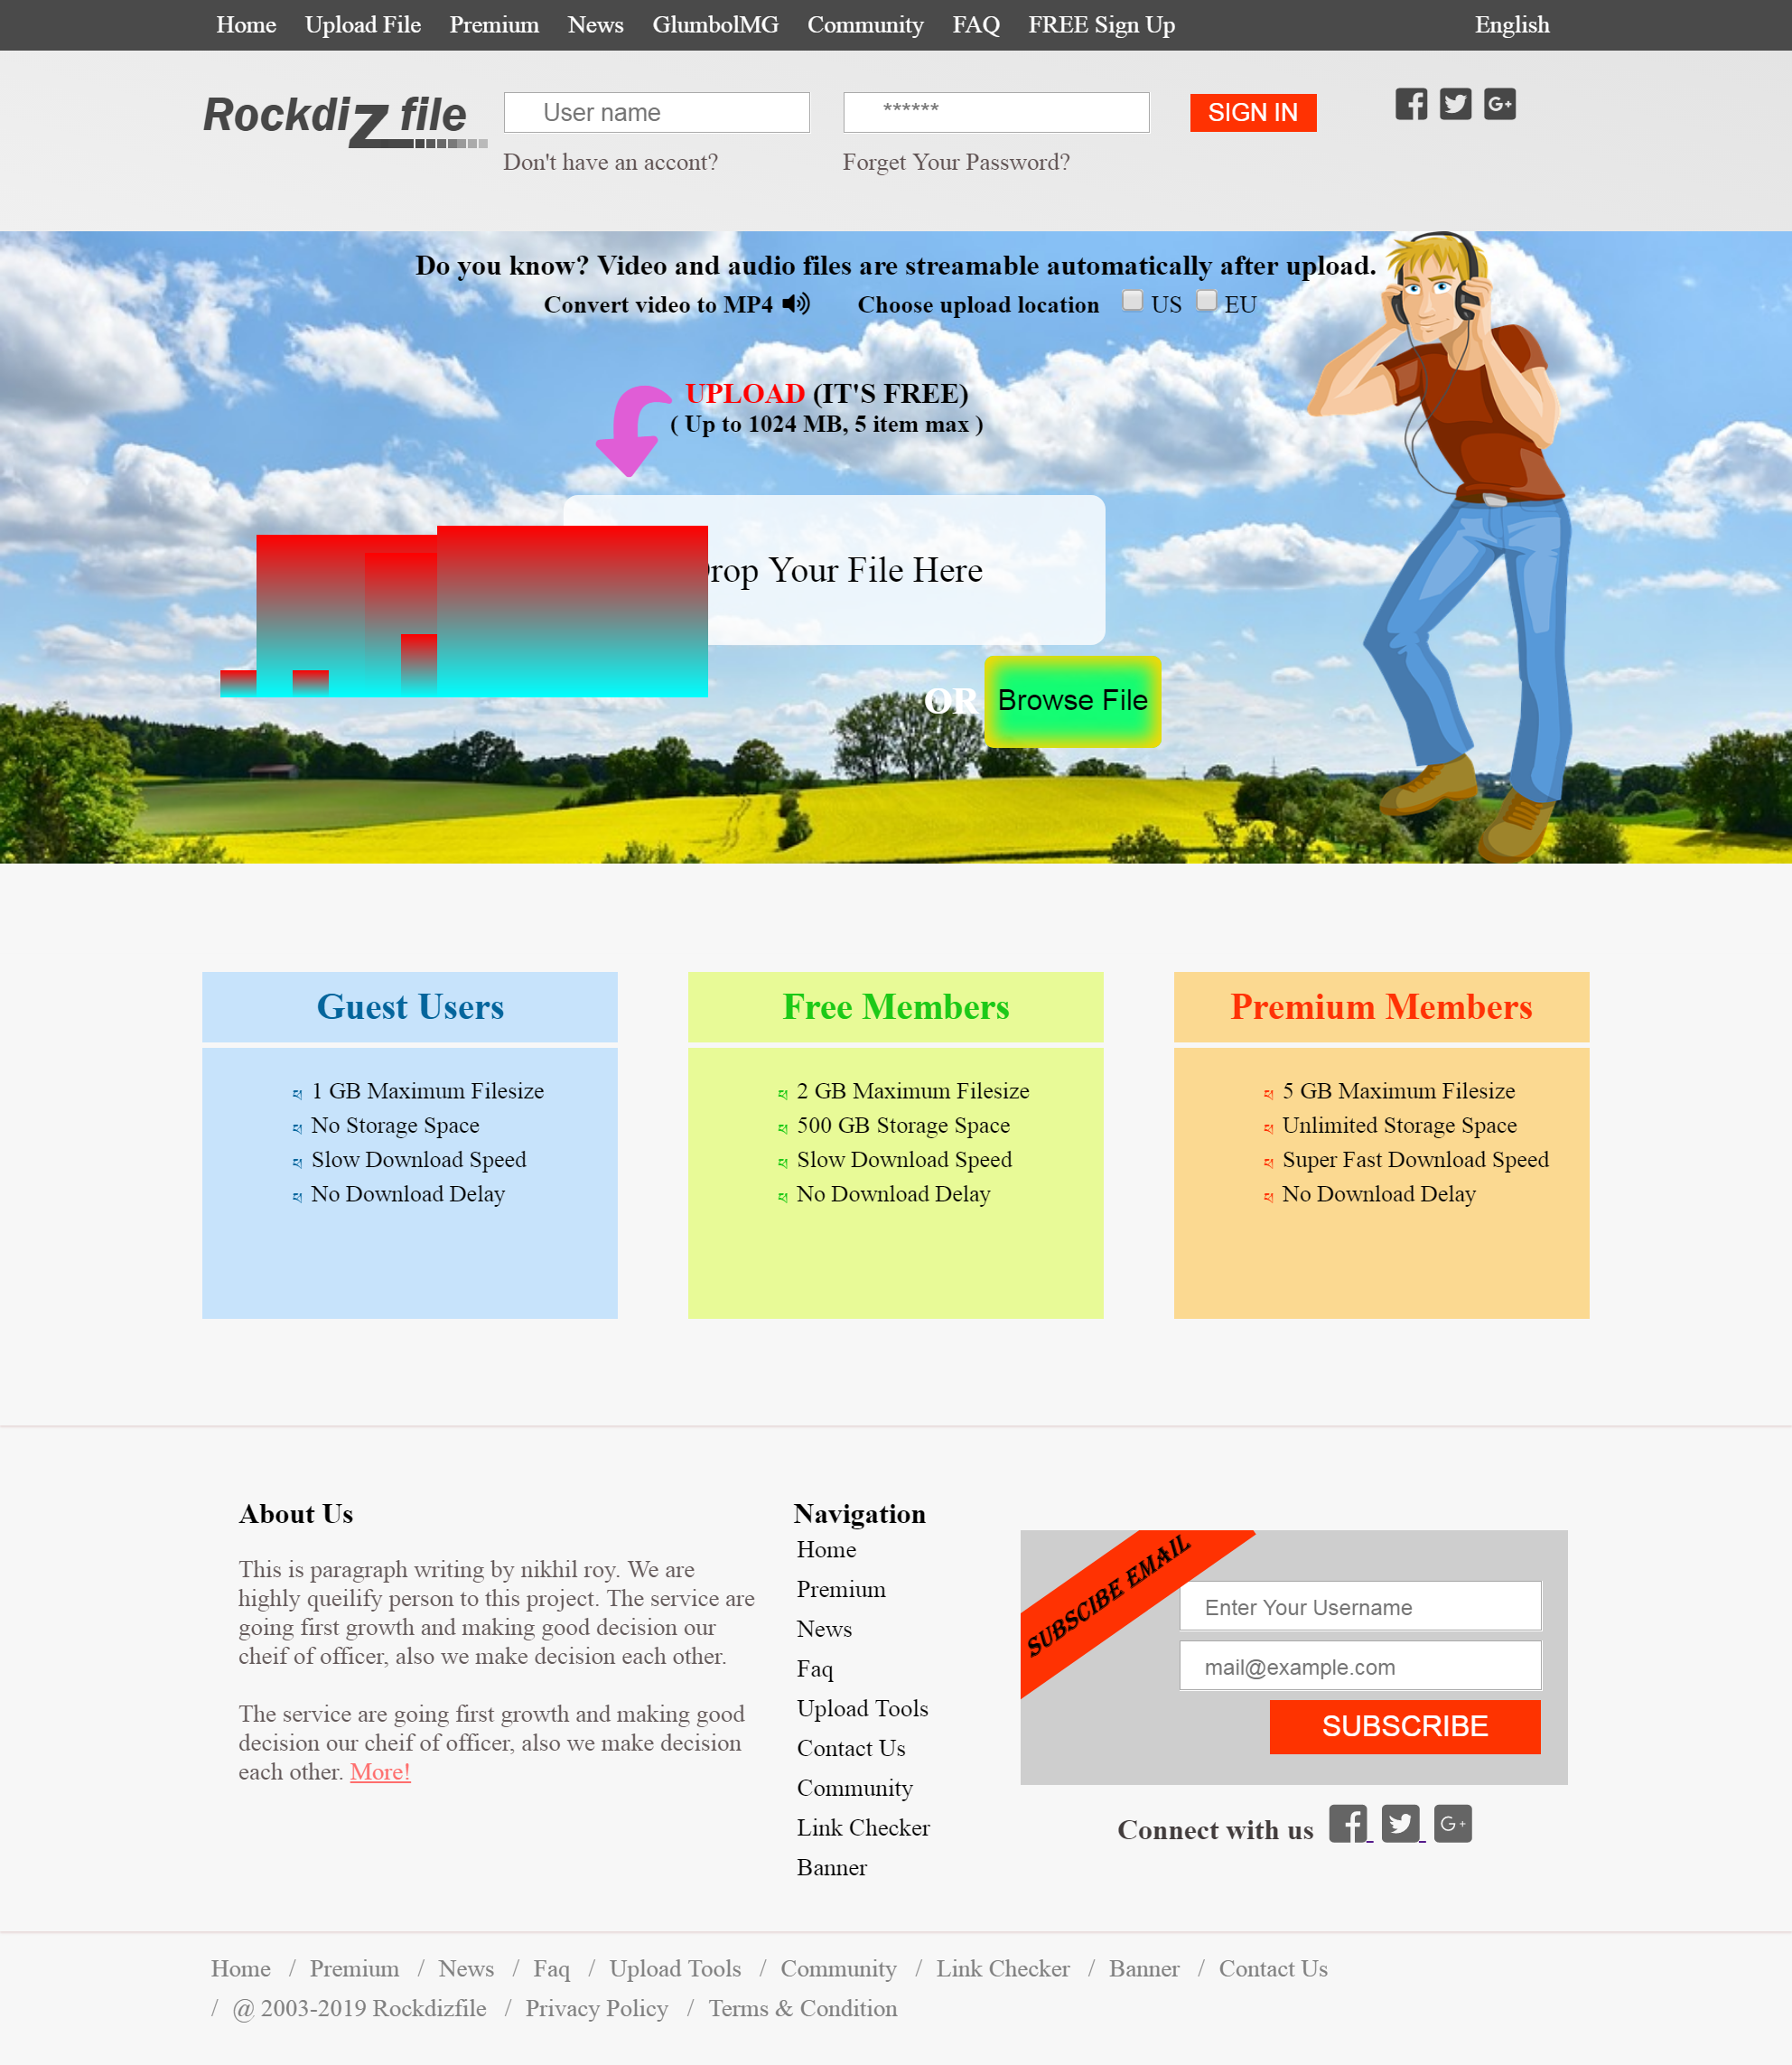 Home Upload File Premium News GlumbolMG Community FAQ FREE Sign Up English
Rockdiz file
User name
******
SIGN IN
Don't have an accont?
Forget Your Password?
Do you know? Video and audio files are streamable automatically after upload.
Convert video to MP4 Choose upload location US EU
UPLOAD (IT'S FREE)
( Up to 1024 MB, 5 item max )
rop Your File Here
OR Browse File
Guest Users
1 GB Maximum Filesize
No Storage Space
Slow Download Speed
No Download Delay
Free Members
2 GB Maximum Filesize
500 GB Storage Space
Slow Download Speed
No Download Delay
Premium Members
5 GB Maximum Filesize
Unlimited Storage Space
Super Fast Download Speed
No Download Delay
About Us
This is paragraph writing by nikhil roy. We are
highly queilify person to this project. The service are
going first growth and making good decision our
cheif of officer, also we make decision each other.
The service are going first growth and making good
decision our cheif of officer, also we make decision
each other. More!
Navigation
Home
Premium
News
Faq
Upload Tools
Contact Us
Community
Link Checker
Banner
SUBSCIBE EMAIL
Enter Your Username
mail@example.com
SUBSCRIBE
Connect with us
Home / Premium / News / Faq / Upload Tools / Community / Link Checker / Banner / Contact Us
/ @ 2003-2019 Rockdizfile / Privacy Policy / Terms & Condition